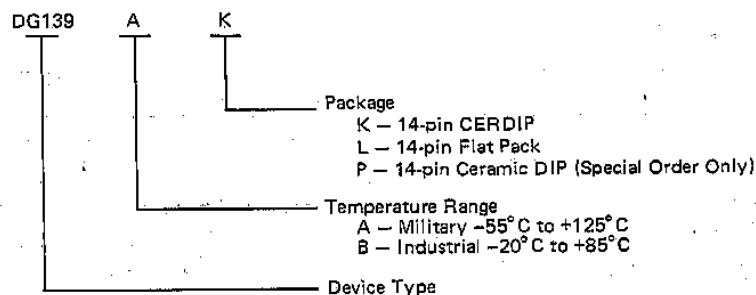 DG139 A K
Package
K – 14-pin CERDIP
L – 14-pin Flat Pack
P – 14-pin Ceramic DIP (Special Order Only)
Temperature Range
A – Military –55°C to +125°C
B – Industrial –20°C to +85°C
Device Type